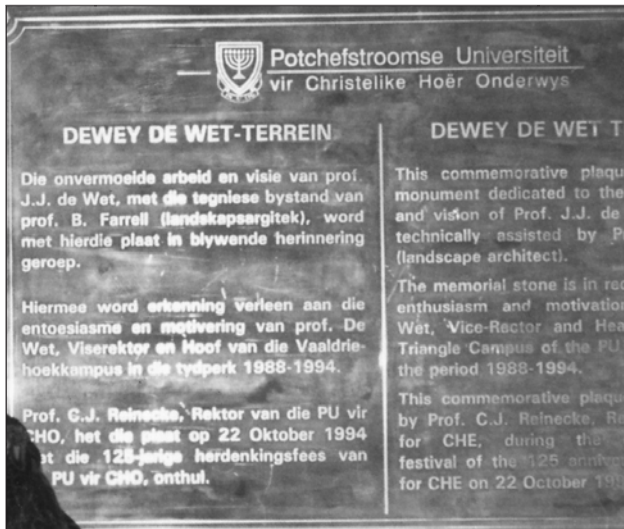 Potchefstroomse Universiteit
vir Christelike Hoër Onderwys
DEWEY DE WET-TERREIN
Die onvermoeide arbeid en visie van prof.
J.J. de Wet, met die tegniese bystand van
prof. B. Farrell (landskapsargitek), word
met hierdie plaat in blywende herinnering
geroep.
Hiermee word erkenning verleen aan die
entoesiasme en motivering van prof. De
Wet, Viserektor en Hoof van die Vaaldrie-
hoekkampus in die tydperk 1988-1994.
Prof. C.J. Reinecke, Rektor van die PU vir
CHO, het die plaat op 22 Oktober 1994
die 125-jarige herdenkingsfees van
PU vir CHO, onthul.
DEWEY DE WET
This commemorative
monument dedicated to the
and vision of Prof. J.J. de
technically assisted by
(landscape architect).
The memorial stone is in
enthusiasm and
Wet, Vice-Rector and
Triangle Campus of the PU
the period 1988-1994.
This commemorative
by Prof. C.J. Reinecke,
for CHE, during the
festival of the 125
for CHE on 22 October